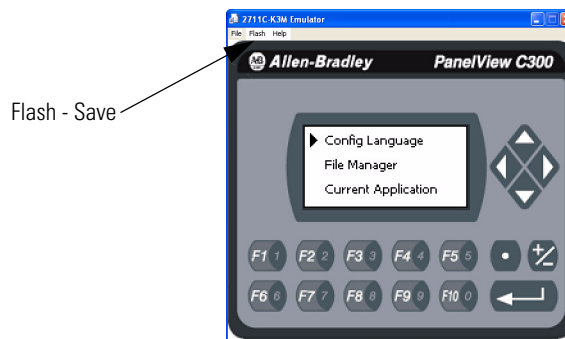 2711C-K3M Emulator
File Flash Help
AB Allen-Bradley PanelView C300
Flash - Save
Config Language
File Manager
Current Application
F1 1 F2 2 F3 3 F4 4 F5 5 • +/-
F6 6 F7 7 F8 8 F9 9 F10 0